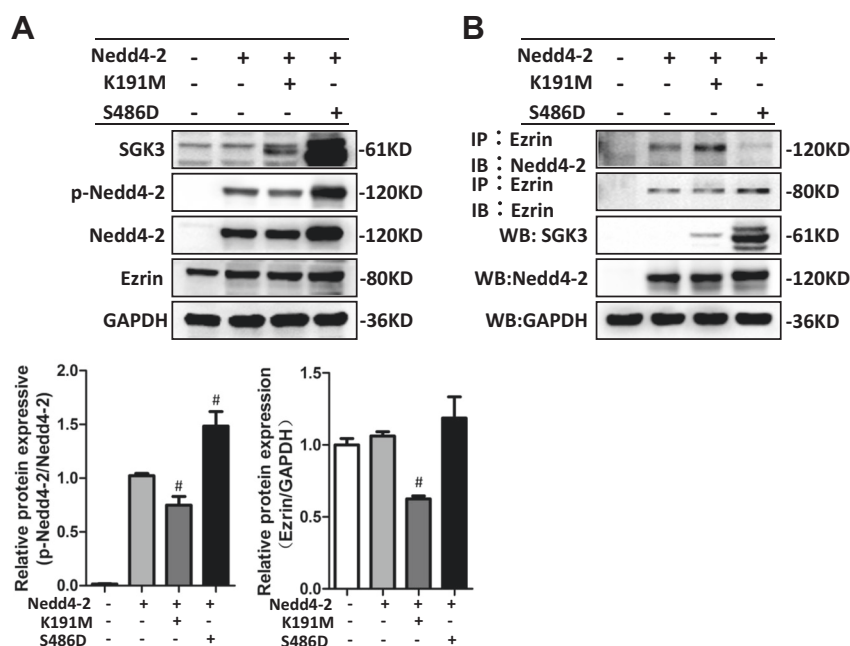 A
Nedd4-2 - + + +
K191M - - + -
S486D - - - +
SGK3 -61KD
p-Nedd4-2 -120KD
Nedd4-2 -120KD
Ezrin -80KD
GAPDH -36KD
B
Nedd4-2 - + + +
K191M - - + -
S486D - - - +
IP：Ezrin
IB：Nedd4-2 -120KD
IP：Ezrin
IB：Ezrin -80KD
WB: SGK3 -61KD
WB:Nedd4-2 -120KD
WB:GAPDH -36KD
Relative protein expressive
(p-Nedd4-2/Nedd4-2)
2.0
1.5
1.0
0.5
0.0
# #
Nedd4-2 - + + +
K191M - - + -
S486D - - - +
Relative protein expression
（Ezrin/GAPDH）
1.5
1.0
0.5
0.0
#
Nedd4-2 - + + +
K191M - - + -
S486D - - - +